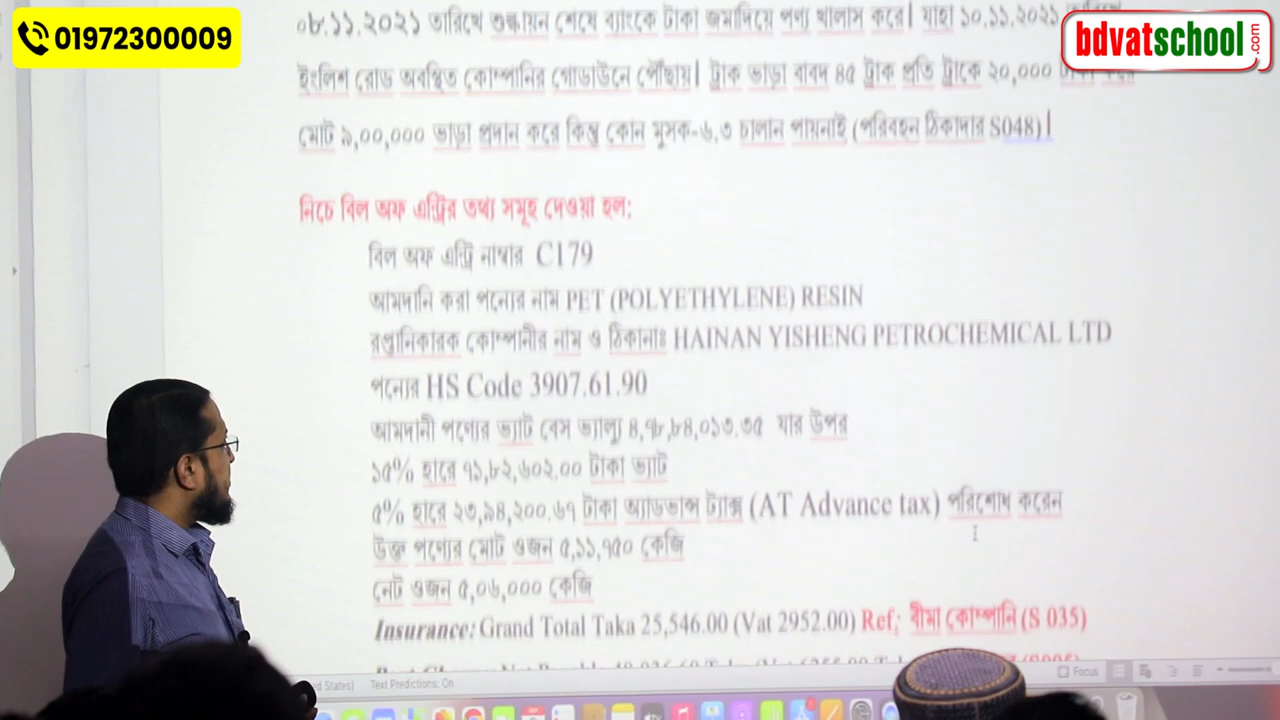 01972300009
bdvatschool.com
০৮.১১.২০২১ তারিখে শুল্কায়ন শেষে ব্যাংকে টাকা জমাদিয়ে পণ্য খালাস করে। যাহা ১০.১১.২০২১ তারিখে
ইংলিশ রোড অবস্থিত কোম্পানির গোডাউনে পৌঁছায়। ট্রাক ভাড়া বাবদ ৪৫ ট্রাক প্রতি ট্রাকে ২০,০০০ টাকা করে
মোট ৯,০০,০০০ ভাড়া প্রদান করে কিন্তু কোন মুসক-৬.৩ চালান পায়নাই (পরিবহন ঠিকাদার S048)।
নিচে বিল অফ এন্ট্রির তথ্য সমূহ দেওয়া হল:
বিল অফ এন্ট্রি নাম্বার C179
আমদানি করা পন্যের নাম PET (POLYETHYLENE) RESIN
রপ্তানিকারক কোম্পানীর নাম ও ঠিকানাঃ HAINAN YISHENG PETROCHEMICAL LTD
পন্যের HS Code 3907.61.90
আমদানী পণ্যের ভ্যাট বেস ভ্যালু ৪,৭৮,৮৪,০১৩.৩৫ যার উপর
১৫% হারে ৭১,৮২,৬০২.০০ টাকা ভ্যাট
৫% হারে ২৩,৯৪,২০০.৬৭ টাকা অ্যাডভান্স ট্যাক্স (AT Advance tax) পরিশোধ করেন
উক্ত পণ্যের মোট ওজন ৫,১১,৭৫০ কেজি
নেট ওজন ৫,০৬,০০০ কেজি
Insurance: Grand Total Taka 25,546.00 (Vat 2952.00) Ref: বীমা কোম্পানি (S 035)
States) Text Predictions: On Focus